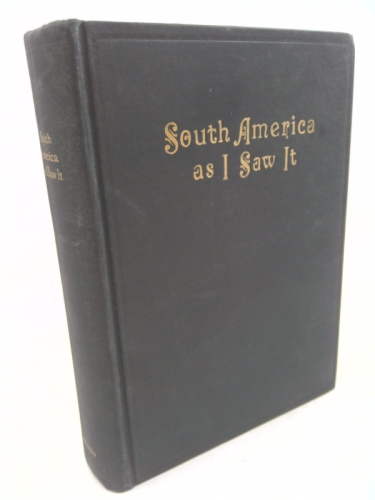 South America
as I Saw It
South
America
as I Saw It